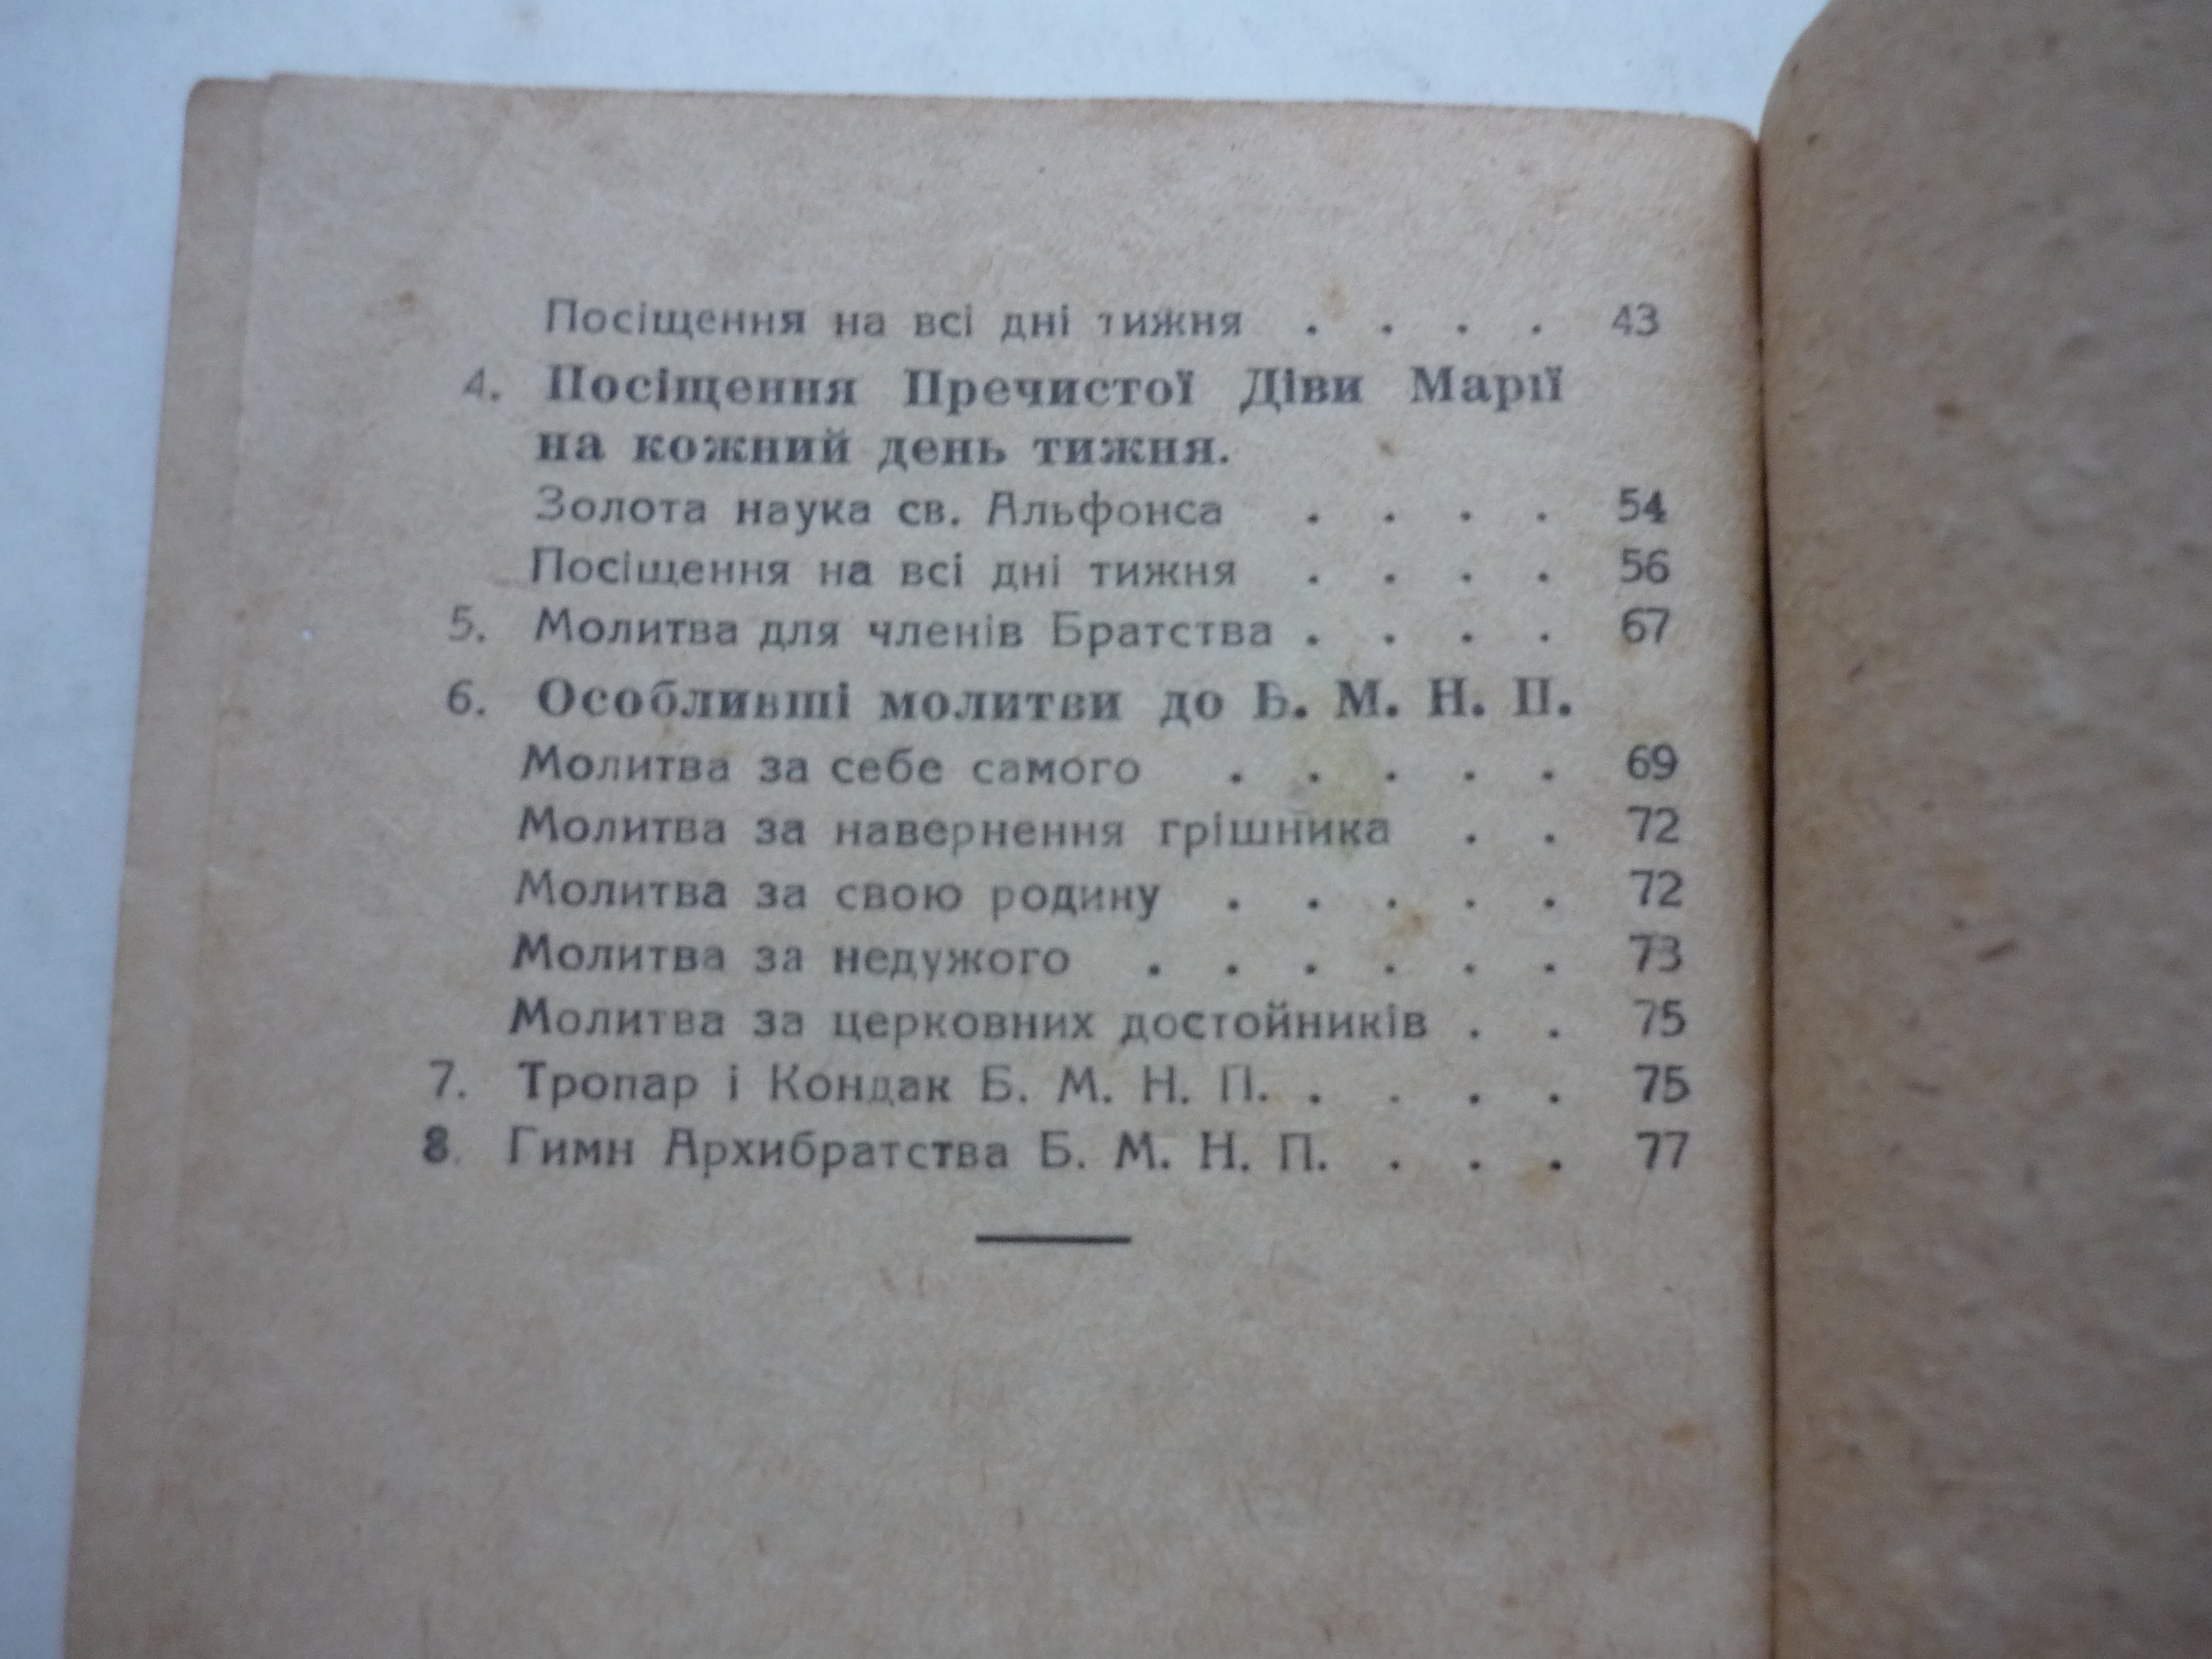 Посіщення на всі дні тижня . . . . 43
4. Посіщення Пречистої Діви Марії
на кожний день тижня.
Золота наука св. Альфонса . . . . 54
Посіщення на всі дні тижня . . . . 56
5. Молитва для членів Братства . . . . 67
6. Особливші молитви до Б. М. Н. П.
Молитва за себе самого . . . . . 69
Молитва за навернення грішника . . 72
Молитва за свою родину . . . . . 72
Молитва за недужого . . . . . . 73
Молитва за церковних достойників . . 75
7. Тропар і Кондак Б. М. Н. П. . . . . 75
8. Гимн Архибратства Б. М. Н. П. . . . 77